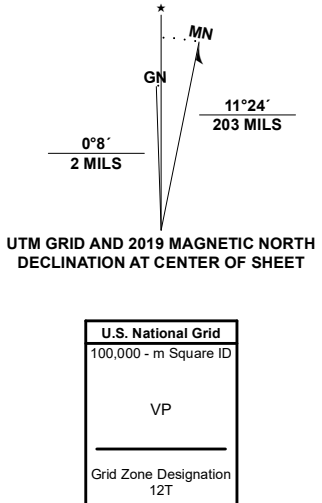 ★
MN
GN
11°24´
203 MILS
0°8´
2 MILS
UTM GRID AND 2019 MAGNETIC NORTH
DECLINATION AT CENTER OF SHEET
U.S. National Grid
100,000 - m Square ID
VP
Grid Zone Designation
12T